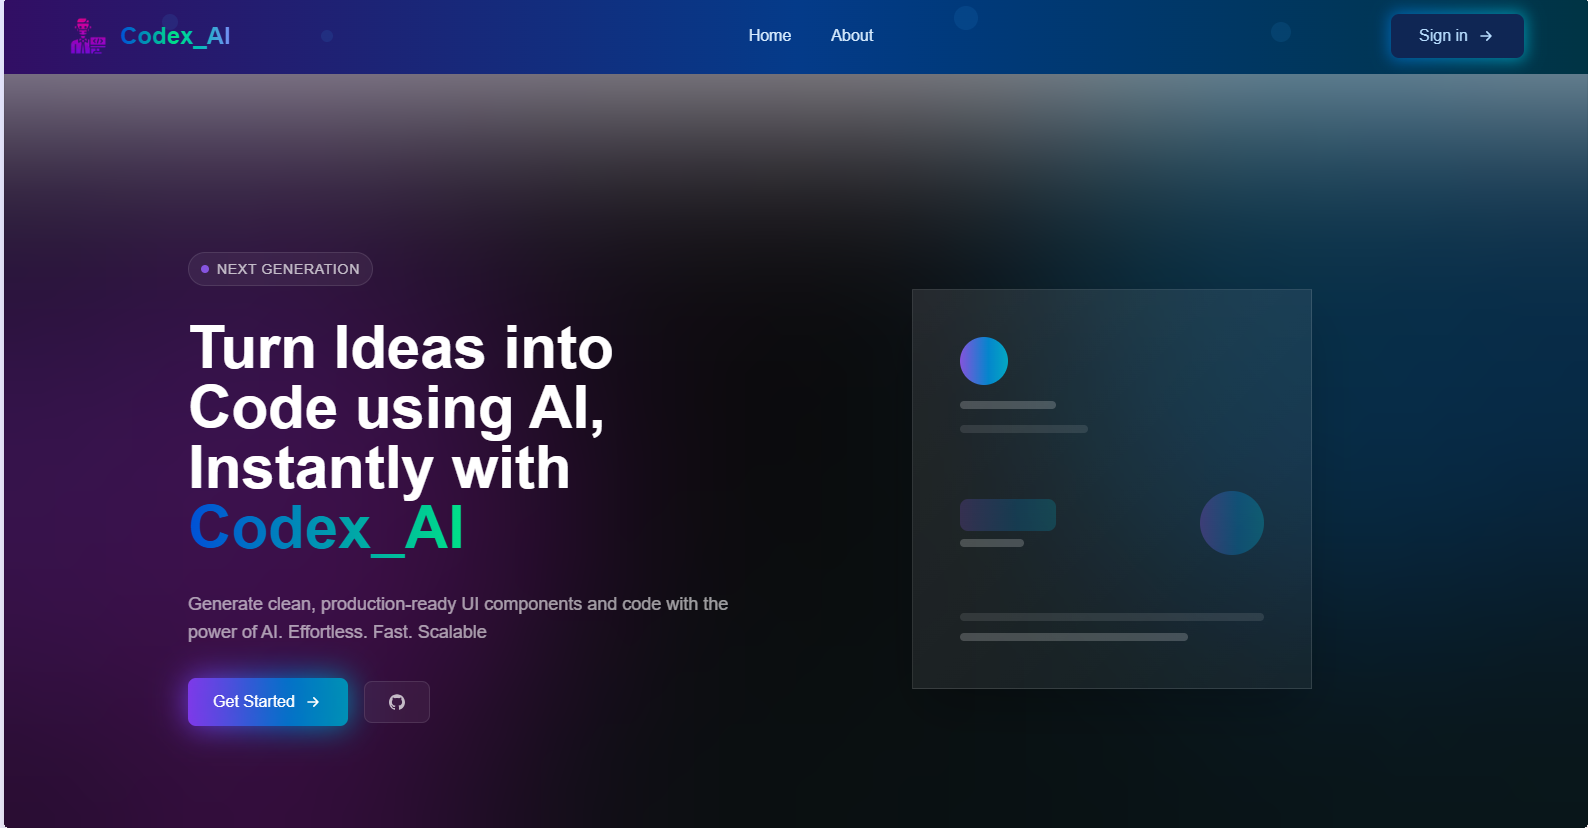 Codex_AI
Home
About
Sign in
NEXT GENERATION
Turn Ideas into
Code using AI,
Instantly with
Codex_AI
Generate clean, production-ready UI components and code with the
power of AI. Effortless. Fast. Scalable
Get Started